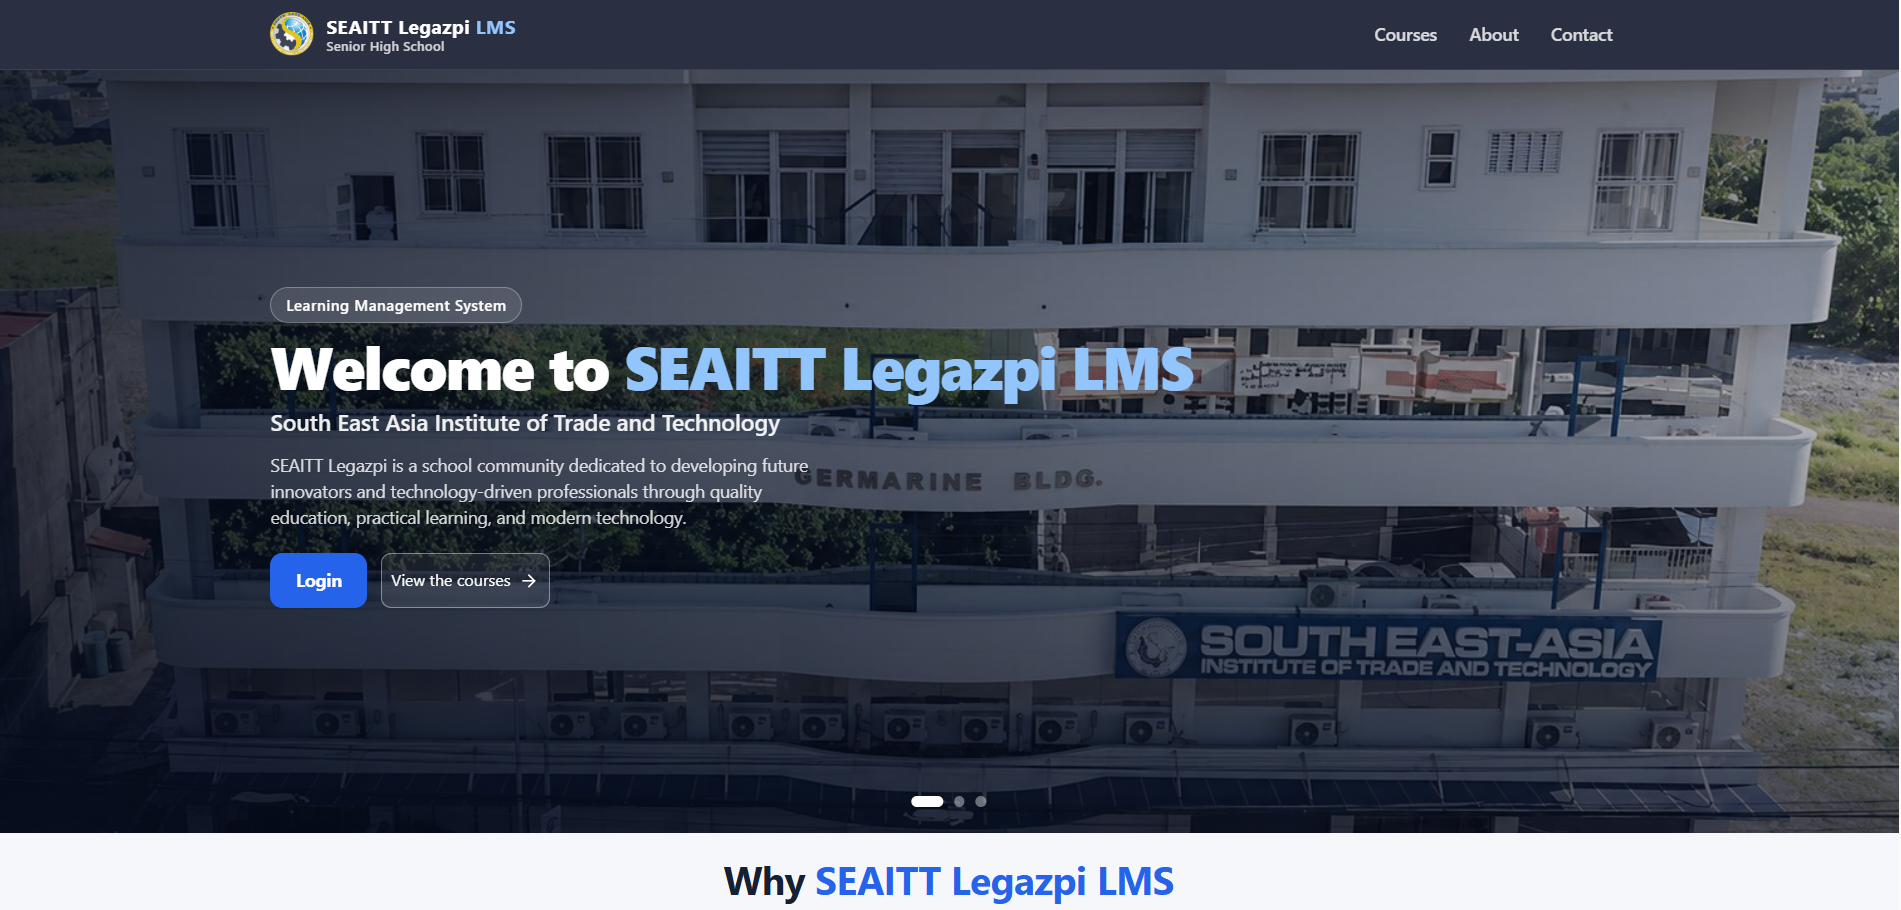 SEAITT Legazpi LMS
Senior High School
Courses
About
Contact
Learning Management System
Welcome to SEAITT Legazpi LMS
South East Asia Institute of Trade and Technology
SEAITT Legazpi is a school community dedicated to developing future
innovators and technology-driven professionals through quality
education, practical learning, and modern technology.
GERMARINE BLDG.
Login
View the courses →
SOUTH EAST-ASIA
INSTITUTE OF TRADE AND TECHNOLOGY
Why SEAITT Legazpi LMS